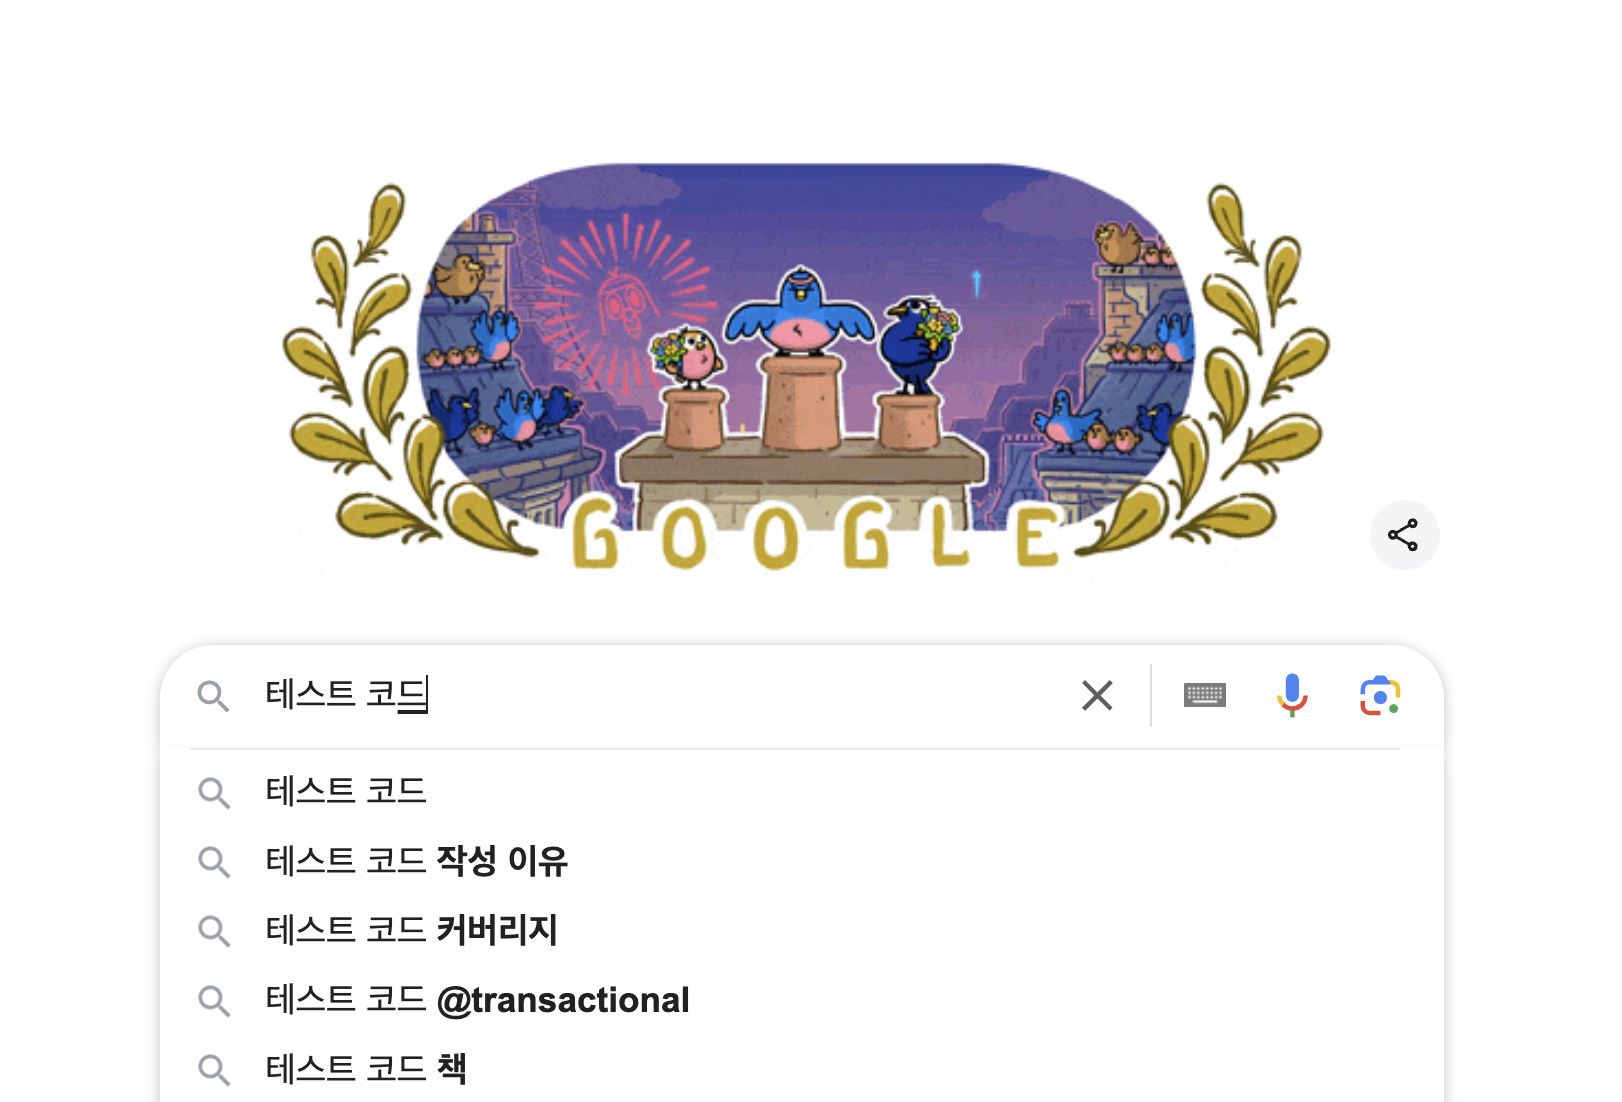 GOOGLE
테스트 코드
테스트 코드
테스트 코드 작성 이유
테스트 코드 커버리지
테스트 코드 @transactional
테스트 코드 책